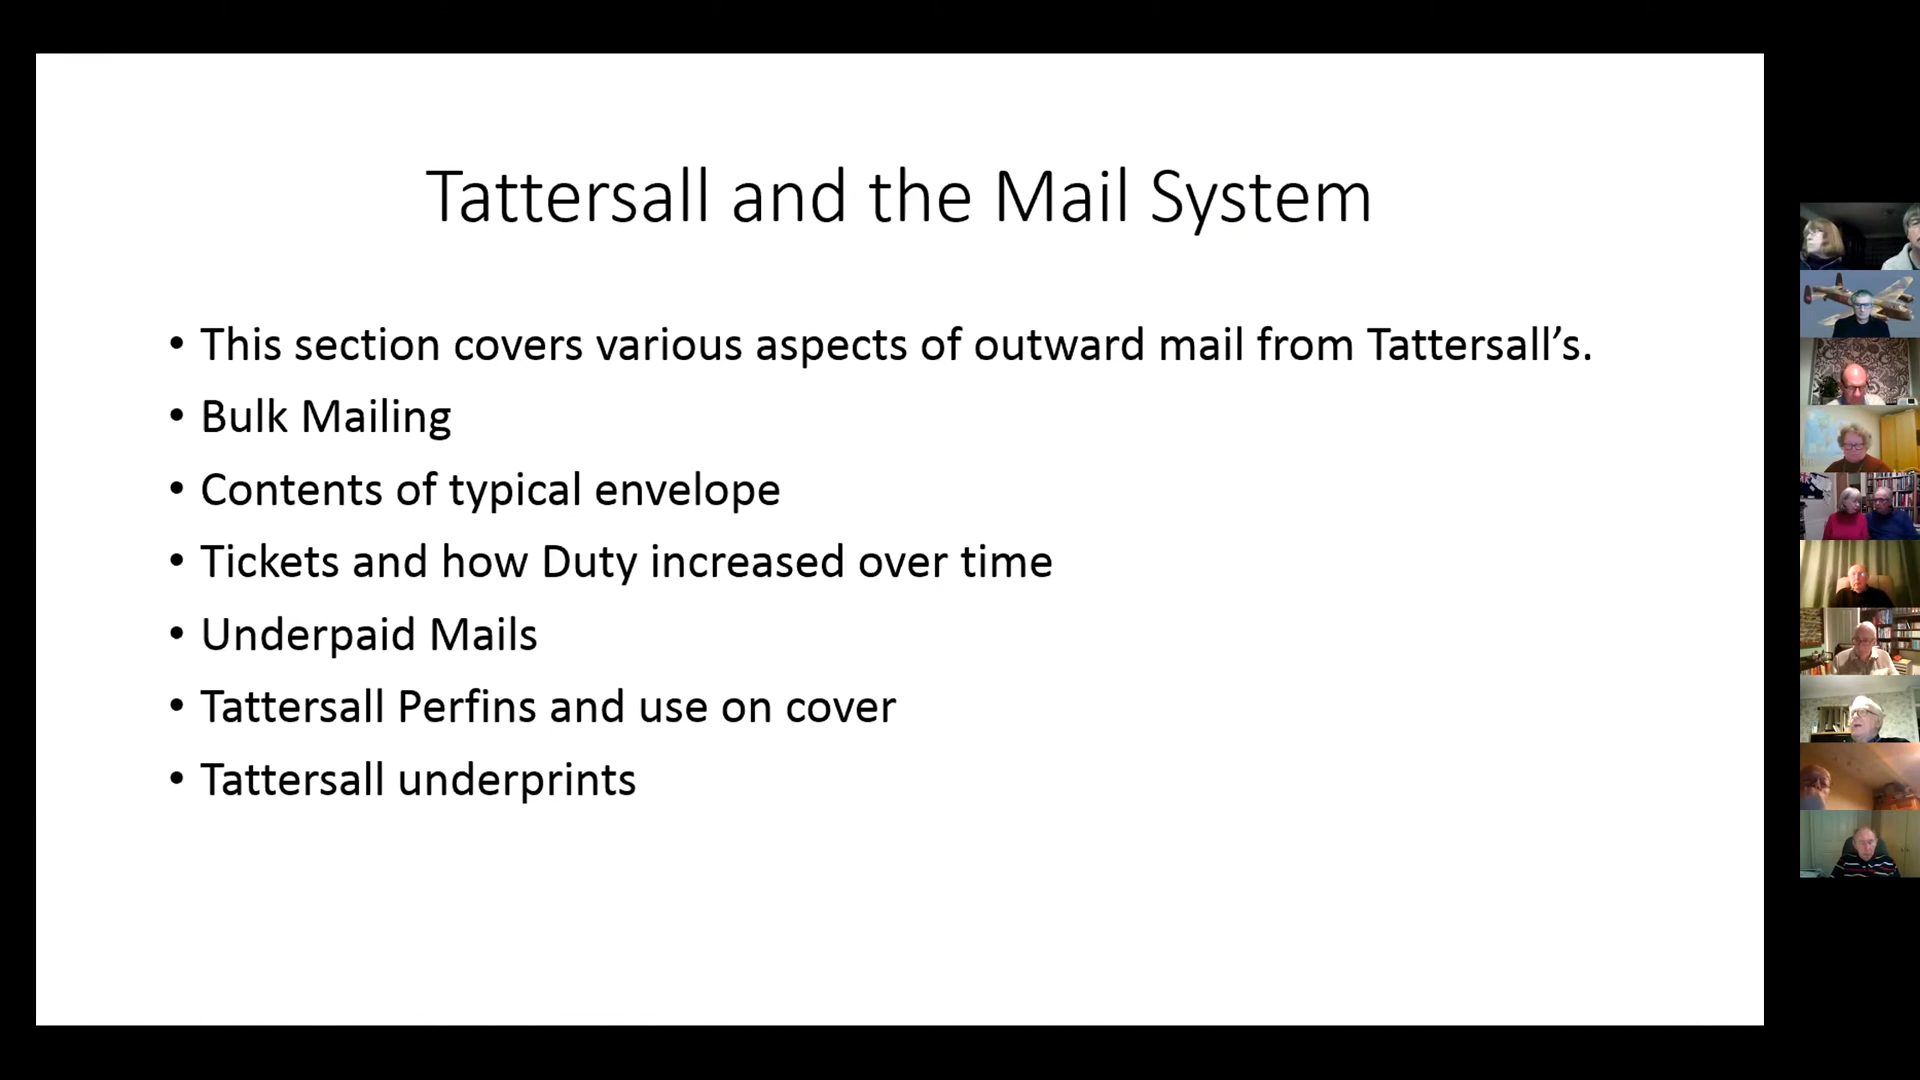 Tattersall and the Mail System
• This section covers various aspects of outward mail from Tattersall’s.
• Bulk Mailing
• Contents of typical envelope
• Tickets and how Duty increased over time
• Underpaid Mails
• Tattersall Perfins and use on cover
• Tattersall underprints